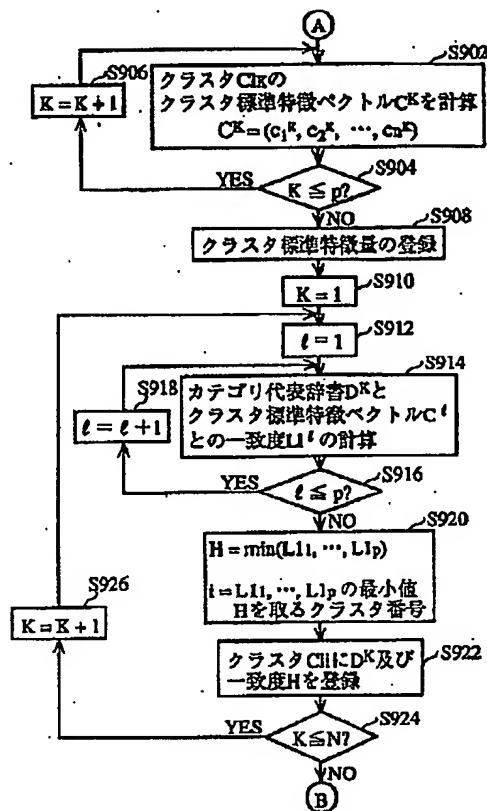 A
S902
クラスタClKの
クラスタ標準特徴ベクトルC^Kを計算
C^K=(c₁^K, c₂^K, …, cn^K)
S906
K=K+1
S904
YES
K≦p?
NO
S908
クラスタ標準特徴量の登録
S910
K=1
S912
ℓ=1
S914
カテゴリ代表辞書D^Kと
クラスタ標準特徴ベクトルC^ℓ
との一致度L1^ℓの計算
S918
ℓ=ℓ+1
S916
YES
ℓ≦p?
NO
S920
H=min(L1₁, …, L1p)
i=L1₁, …, L1pの最小値
Hを取るクラスタ番号
S926
K=K+1
S922
クラスタCliにD^K及び
一致度Hを登録
S924
YES
K≦N?
NO
B